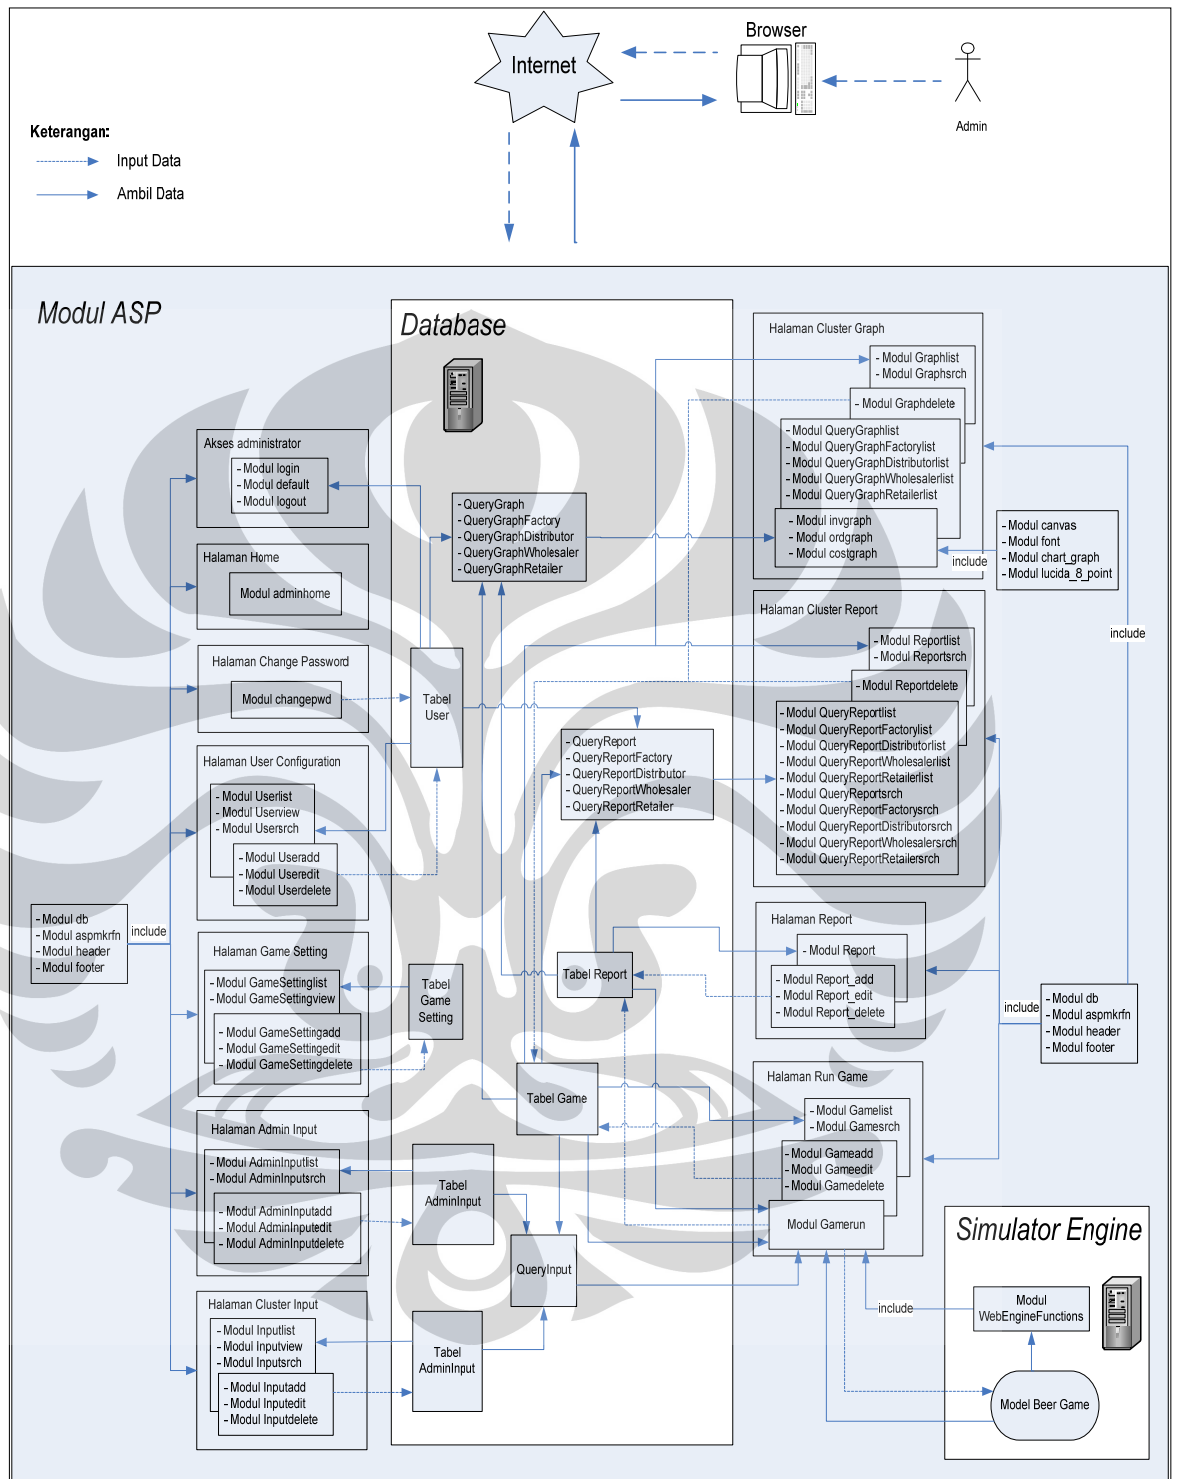 Browser
Internet
Admin
Keterangan:
Input Data
Ambil Data
Modul ASP
Database
Akses administrator
- Modul login
- Modul default
- Modul logout
Halaman Home
Modul adminhome
Halaman Change Password
Modul changepwd
Halaman User Configuration
- Modul Userlist
- Modul Userview
- Modul Usersrch
- Modul Useradd
- Modul Useredit
- Modul Userdelete
- Modul db
- Modul aspmkrfn
- Modul header
- Modul footer
include
Halaman Game Setting
- Modul GameSettinglist
- Modul GameSettingview
- Modul GameSettingadd
- Modul GameSettingedit
- Modul GameSettingdelete
Halaman Admin Input
- Modul AdminInputlist
- Modul AdminInputsrch
- Modul AdminInputadd
- Modul AdminInputedit
- Modul AdminInputdelete
Halaman Cluster Input
- Modul Inputlist
- Modul Inputview
- Modul Inputsrch
- Modul Inputadd
- Modul Inputedit
- Modul Inputdelete
- QueryGraph
- QueryGraphFactory
- QueryGraphDistributor
- QueryGraphWholesaler
- QueryGraphRetailer
Tabel
User
- QueryReport
- QueryReportFactory
- QueryReportDistributor
- QueryReportWholesaler
- QueryReportRetailer
Tabel
Game
Setting
Tabel Report
Tabel Game
Tabel
AdminInput
QueryInput
Tabel
AdminInput
Halaman Cluster Graph
- Modul Graphlist
- Modul Graphsrch
- Modul Graphdelete
- Modul QueryGraphlist
- Modul QueryGraphFactorylist
- Modul QueryGraphDistributorlist
- Modul QueryGraphWholesalerlist
- Modul QueryGraphRetailerlist
- Modul invgraph
- Modul ordgraph
- Modul costgraph
include
- Modul canvas
- Modul font
- Modul chart_graph
- Modul lucida_8_point
include
Halaman Cluster Report
- Modul Reportlist
- Modul Reportsrch
- Modul Reportdelete
- Modul QueryReportlist
- Modul QueryReportFactorylist
- Modul QueryReportDistributorlist
- Modul QueryReportWholesalerlist
- Modul QueryReportRetailerlist
- Modul QueryReportsrch
- Modul QueryReportFactorysrch
- Modul QueryReportDistributorsrch
- Modul QueryReportWholesalersrch
- Modul QueryReportRetailersrch
Halaman Report
- Modul Report
- Modul Report_add
- Modul Report_edit
- Modul Report_delete
include
- Modul db
- Modul aspmkrfn
- Modul header
- Modul footer
Halaman Run Game
- Modul Gamelist
- Modul Gamesrch
- Modul Gameadd
- Modul Gameedit
- Modul Gamedelete
Modul Gamerun
Simulator Engine
include
Modul
WebEngineFunctions
Model Beer Game